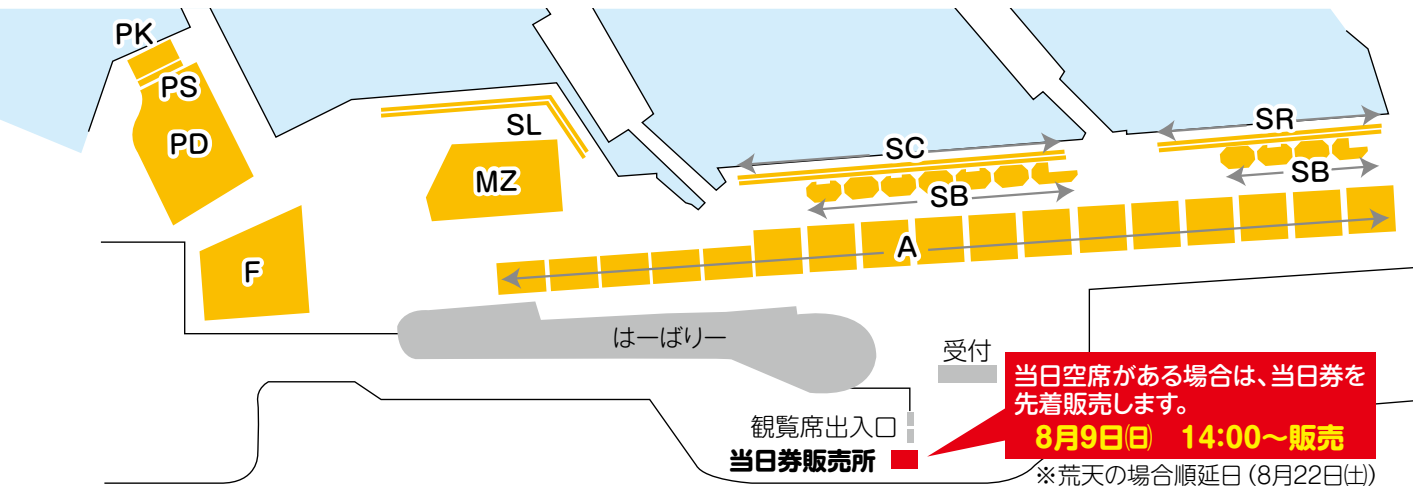 PK
PS
PD
SL
MZ
F
SC
SB
SR
SB
A
はーばりー
受付
当日空席がある場合は、当日券を
先着販売します。
8月9日㈰ 14:00〜販売
※荒天の場合順延日(8月22日㈯)
観覧席出入口
当日券販売所